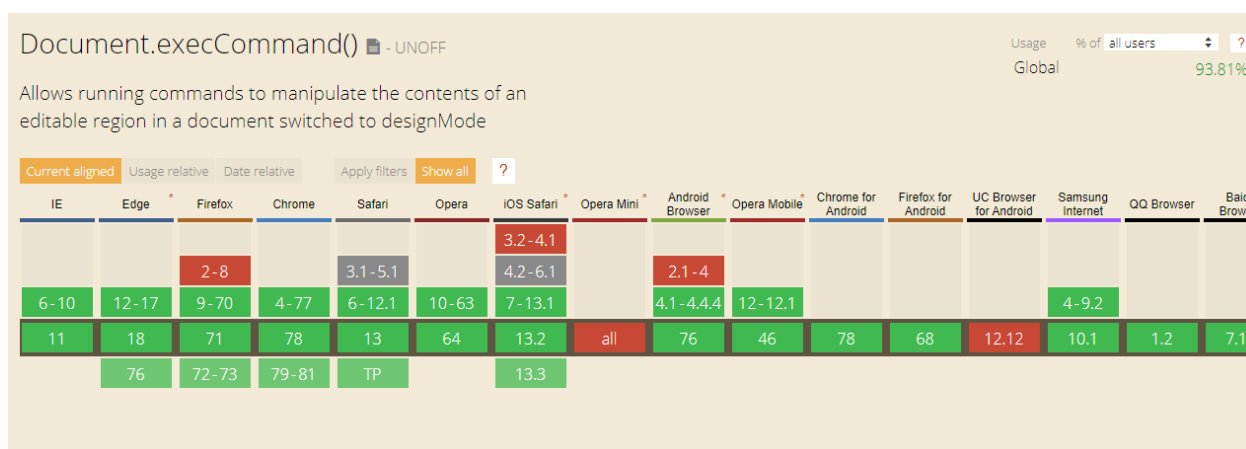 Document.execCommand() - UNOFF
Usage % of all users ?
Global 93.81%
Allows running commands to manipulate the contents of an
editable region in a document switched to designMode
Current aligned Usage relative Date relative Apply filters Show all ?
IE Edge * Firefox Chrome Safari Opera iOS Safari * Opera Mini * Android Browser * Opera Mobile * Chrome for Android Firefox for Android UC Browser for Android Samsung Internet QQ Browser
3.2-4.1
2-8 3.1-5.1 4.2-6.1 2.1-4
6-10 12-17 9-70 4-77 6-12.1 10-63 7-13.1 4.1-4.4.4 12-12.1 4-9.2
11 18 71 78 13 64 13.2 all 76 46 78 68 12.12 10.1 1.2 7.1
76 72-73 79-81 TP 13.3